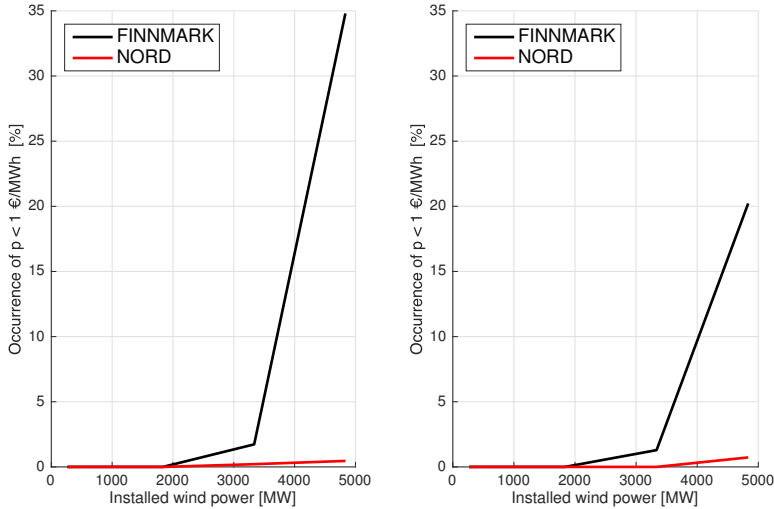 35
30
25
20
15
10
5
0
Occurrence of p < 1 €/MWh [%]
FINNMARK
NORD
0 1000 2000 3000 4000 5000
Installed wind power [MW]
35
30
25
20
15
10
5
0
Occurrence of p < 1 €/MWh [%]
FINNMARK
NORD
0 1000 2000 3000 4000 5000
Installed wind power [MW]